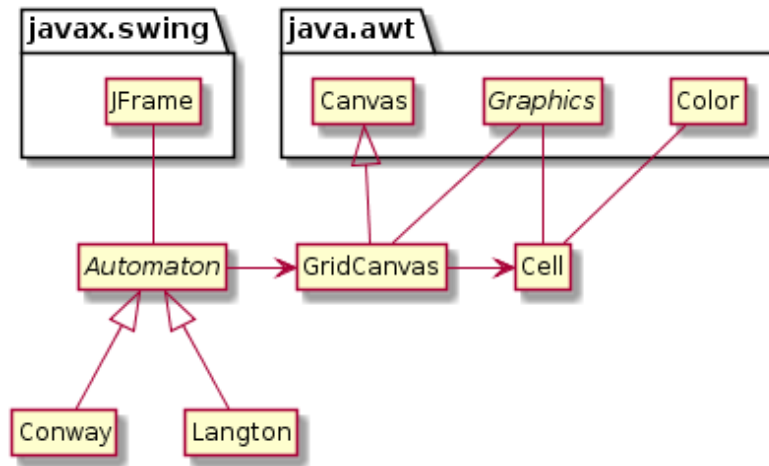 javax.swing
java.awt
JFrame
Canvas
Graphics
Color
Automaton
GridCanvas
Cell
Conway
Langton